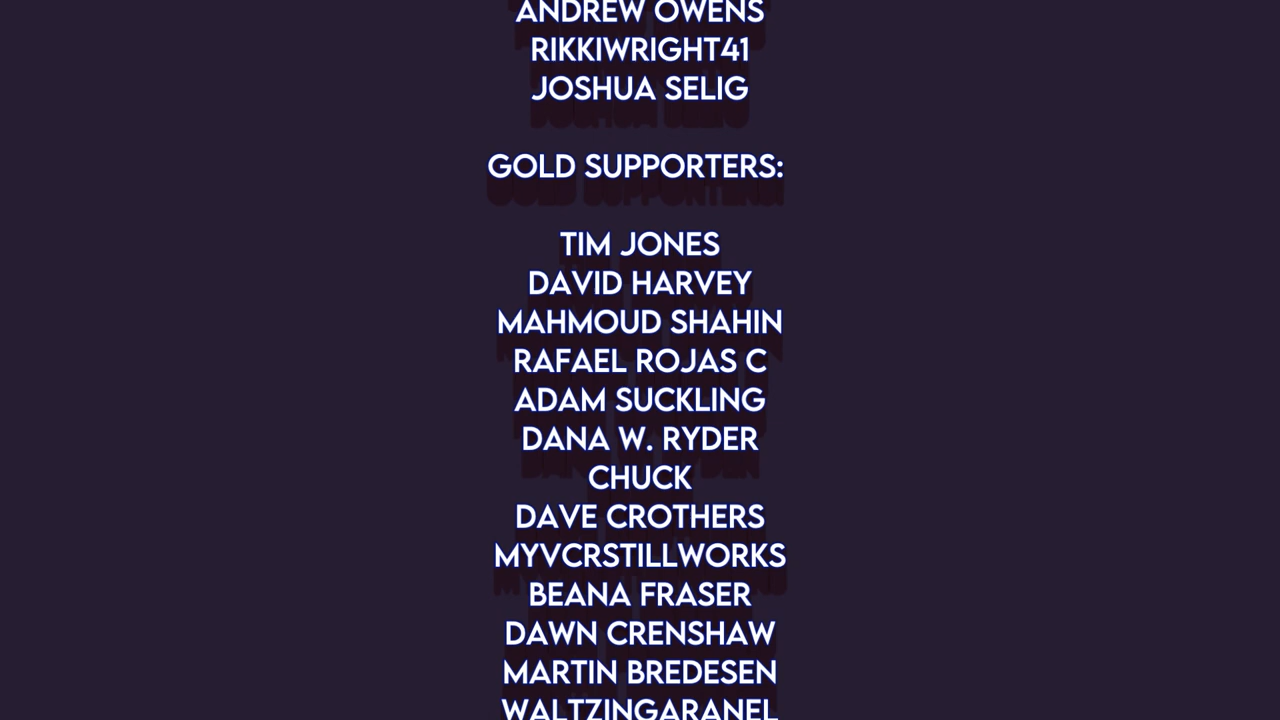 ANDREW OWENS
RIKKIWRIGHT41
JOSHUA SELIG
GOLD SUPPORTERS:
TIM JONES
DAVID HARVEY
MAHMOUD SHAHIN
RAFAEL ROJAS C
ADAM SUCKLING
DANA W. RYDER
CHUCK
DAVE CROTHERS
MYVCRSTILLWORKS
BEANA FRASER
DAWN CRENSHAW
MARTIN BREDESEN
WALTZINGARANEL